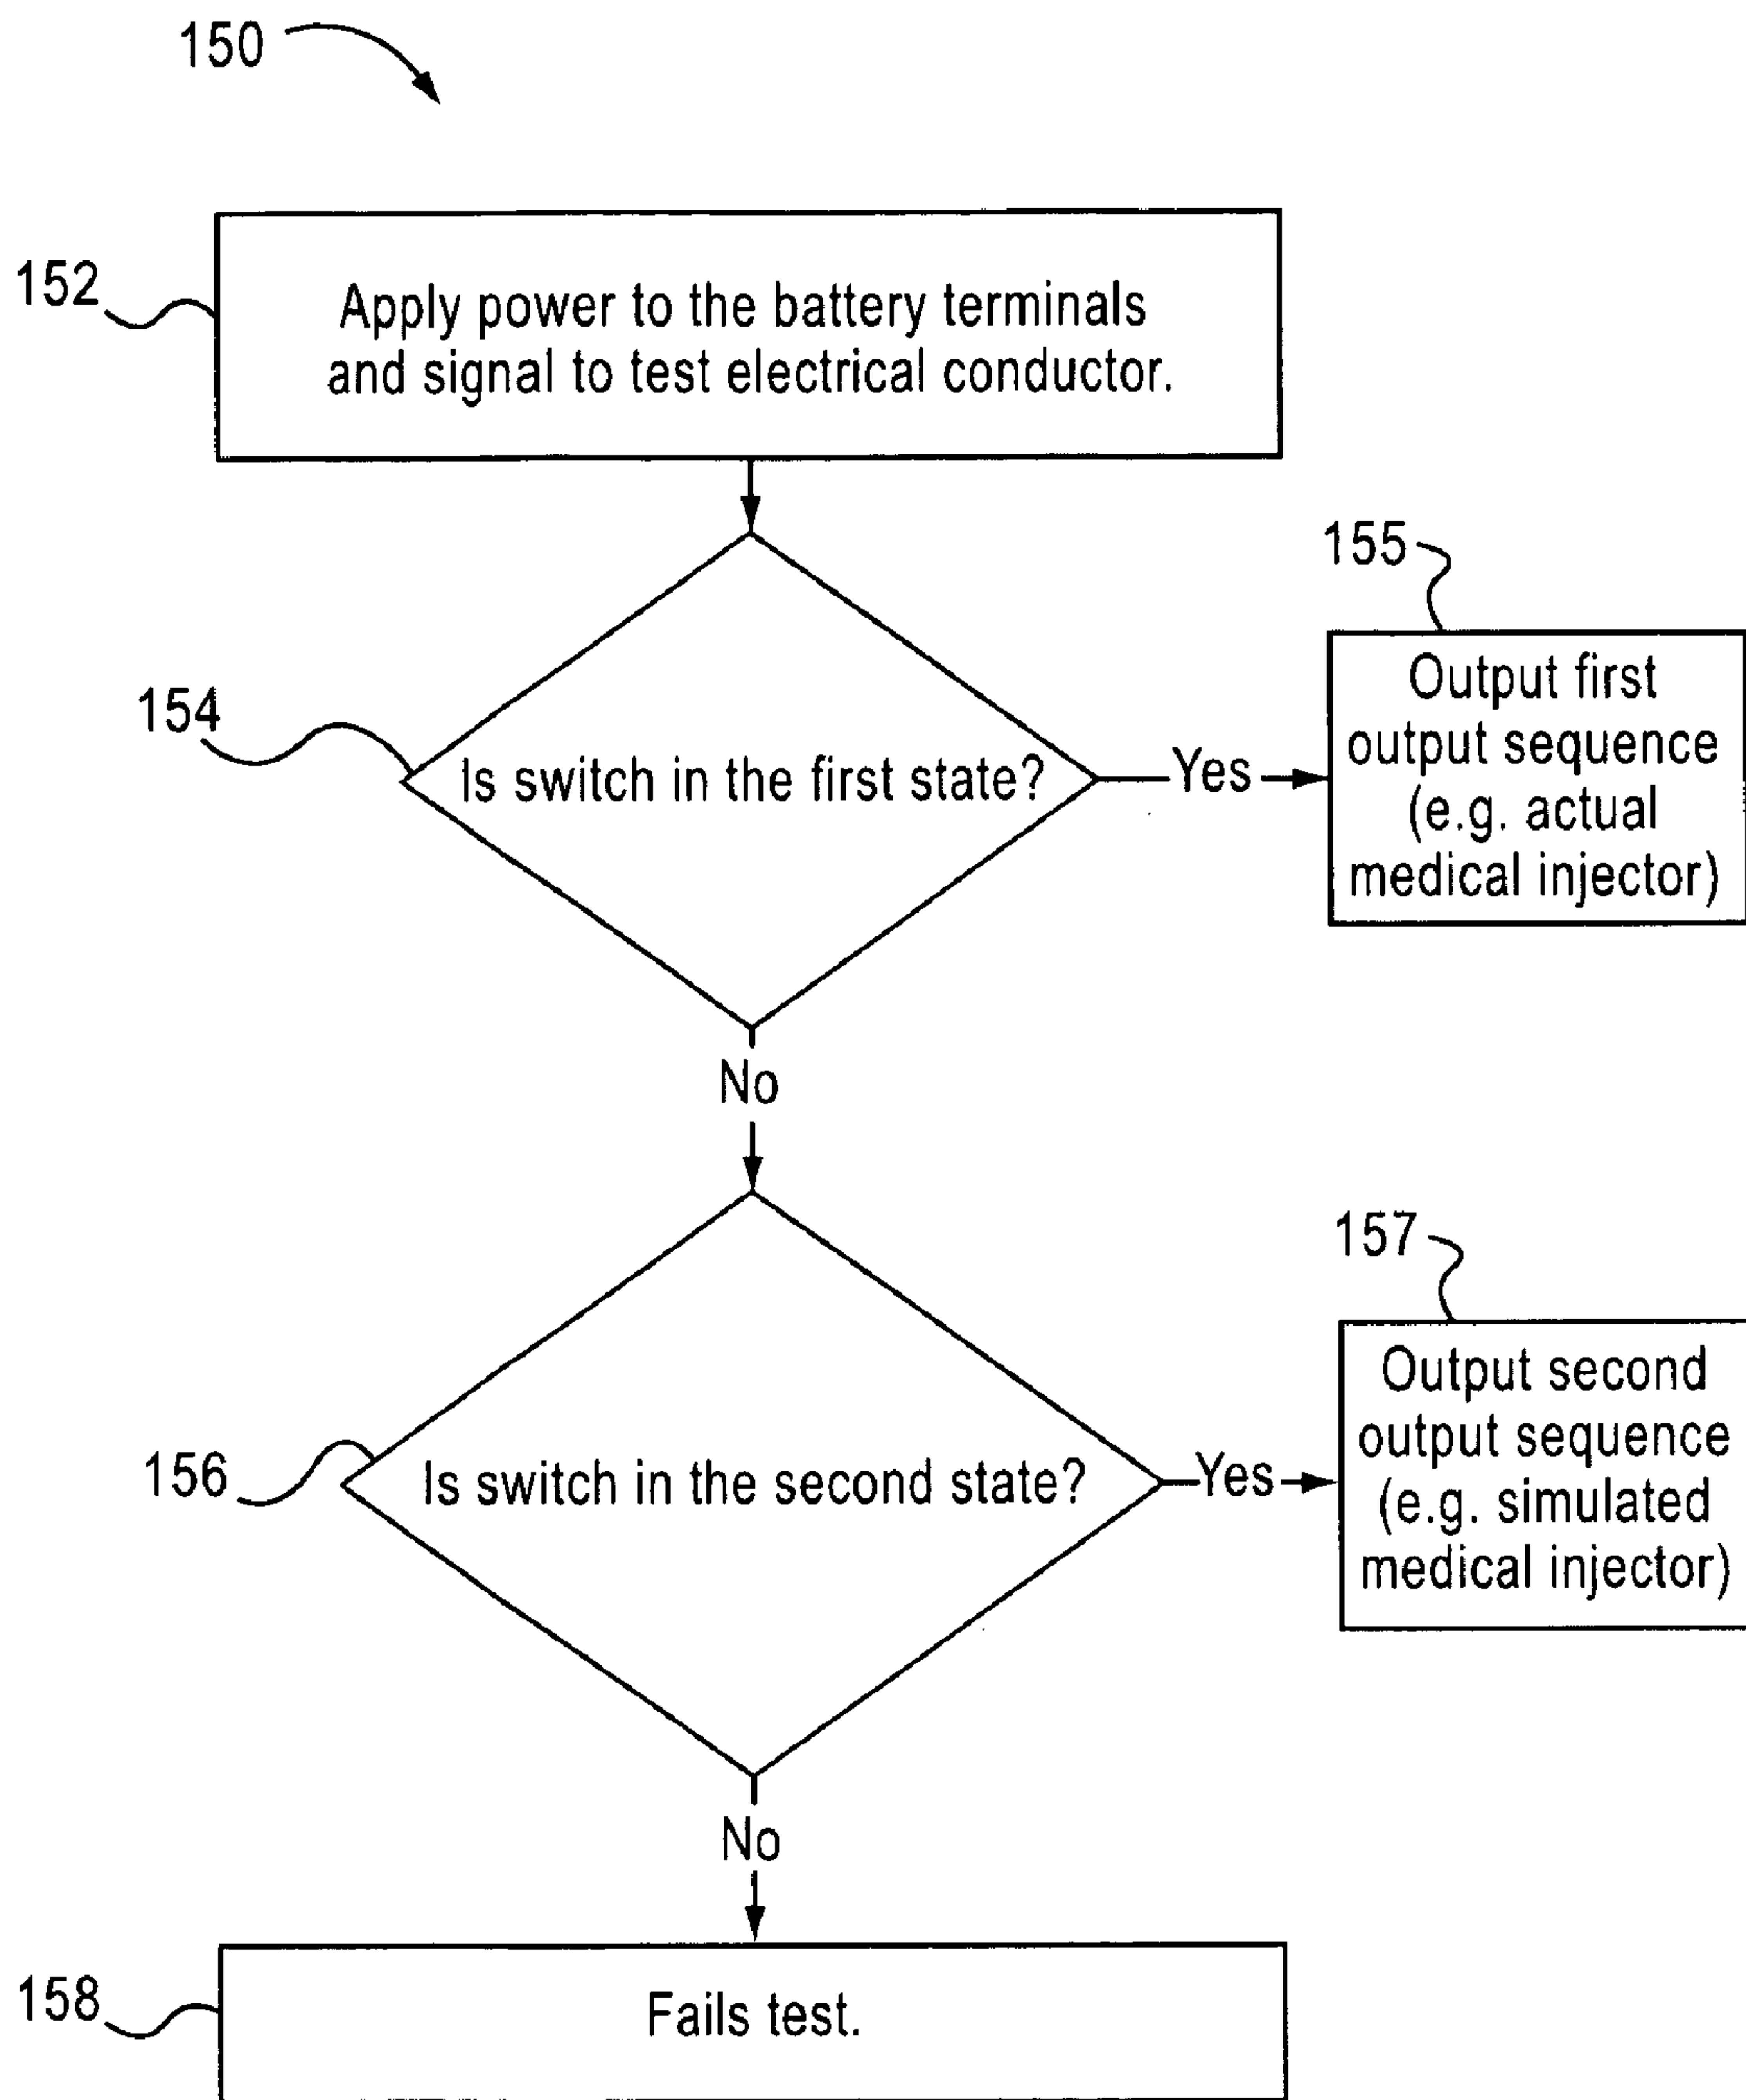 150
152
Apply power to the battery terminals
and signal to test electrical conductor.
154
Is switch in the first state?
Yes
155
Output first
output sequence
(e.g. actual
medical injector)
No
156
Is switch in the second state?
Yes
157
Output second
output sequence
(e.g. simulated
medical injector)
No
158
Fails test.